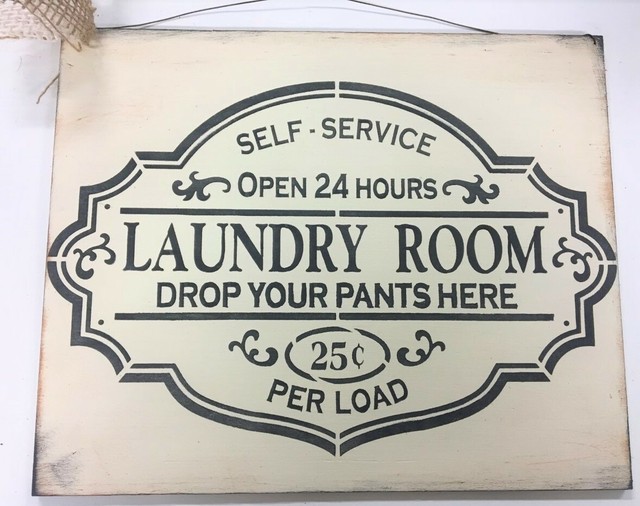 SELF-SERVICE
OPEN 24 HOURS
LAUNDRY ROOM
DROP YOUR PANTS HERE
25¢
PER LOAD